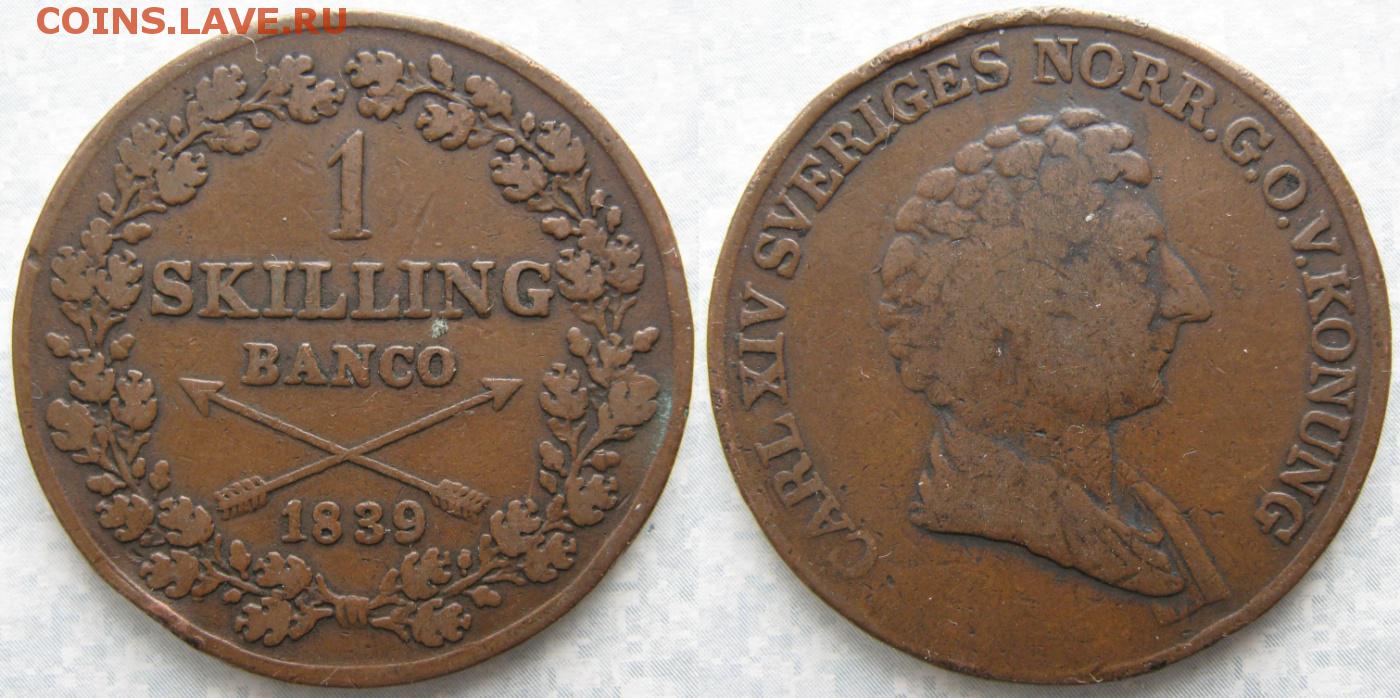 COINS.LAVE.RU
1
SKILLING
BANCO
1839
CARL XIV SVERIGES NORR.G.O.V.KONUNG